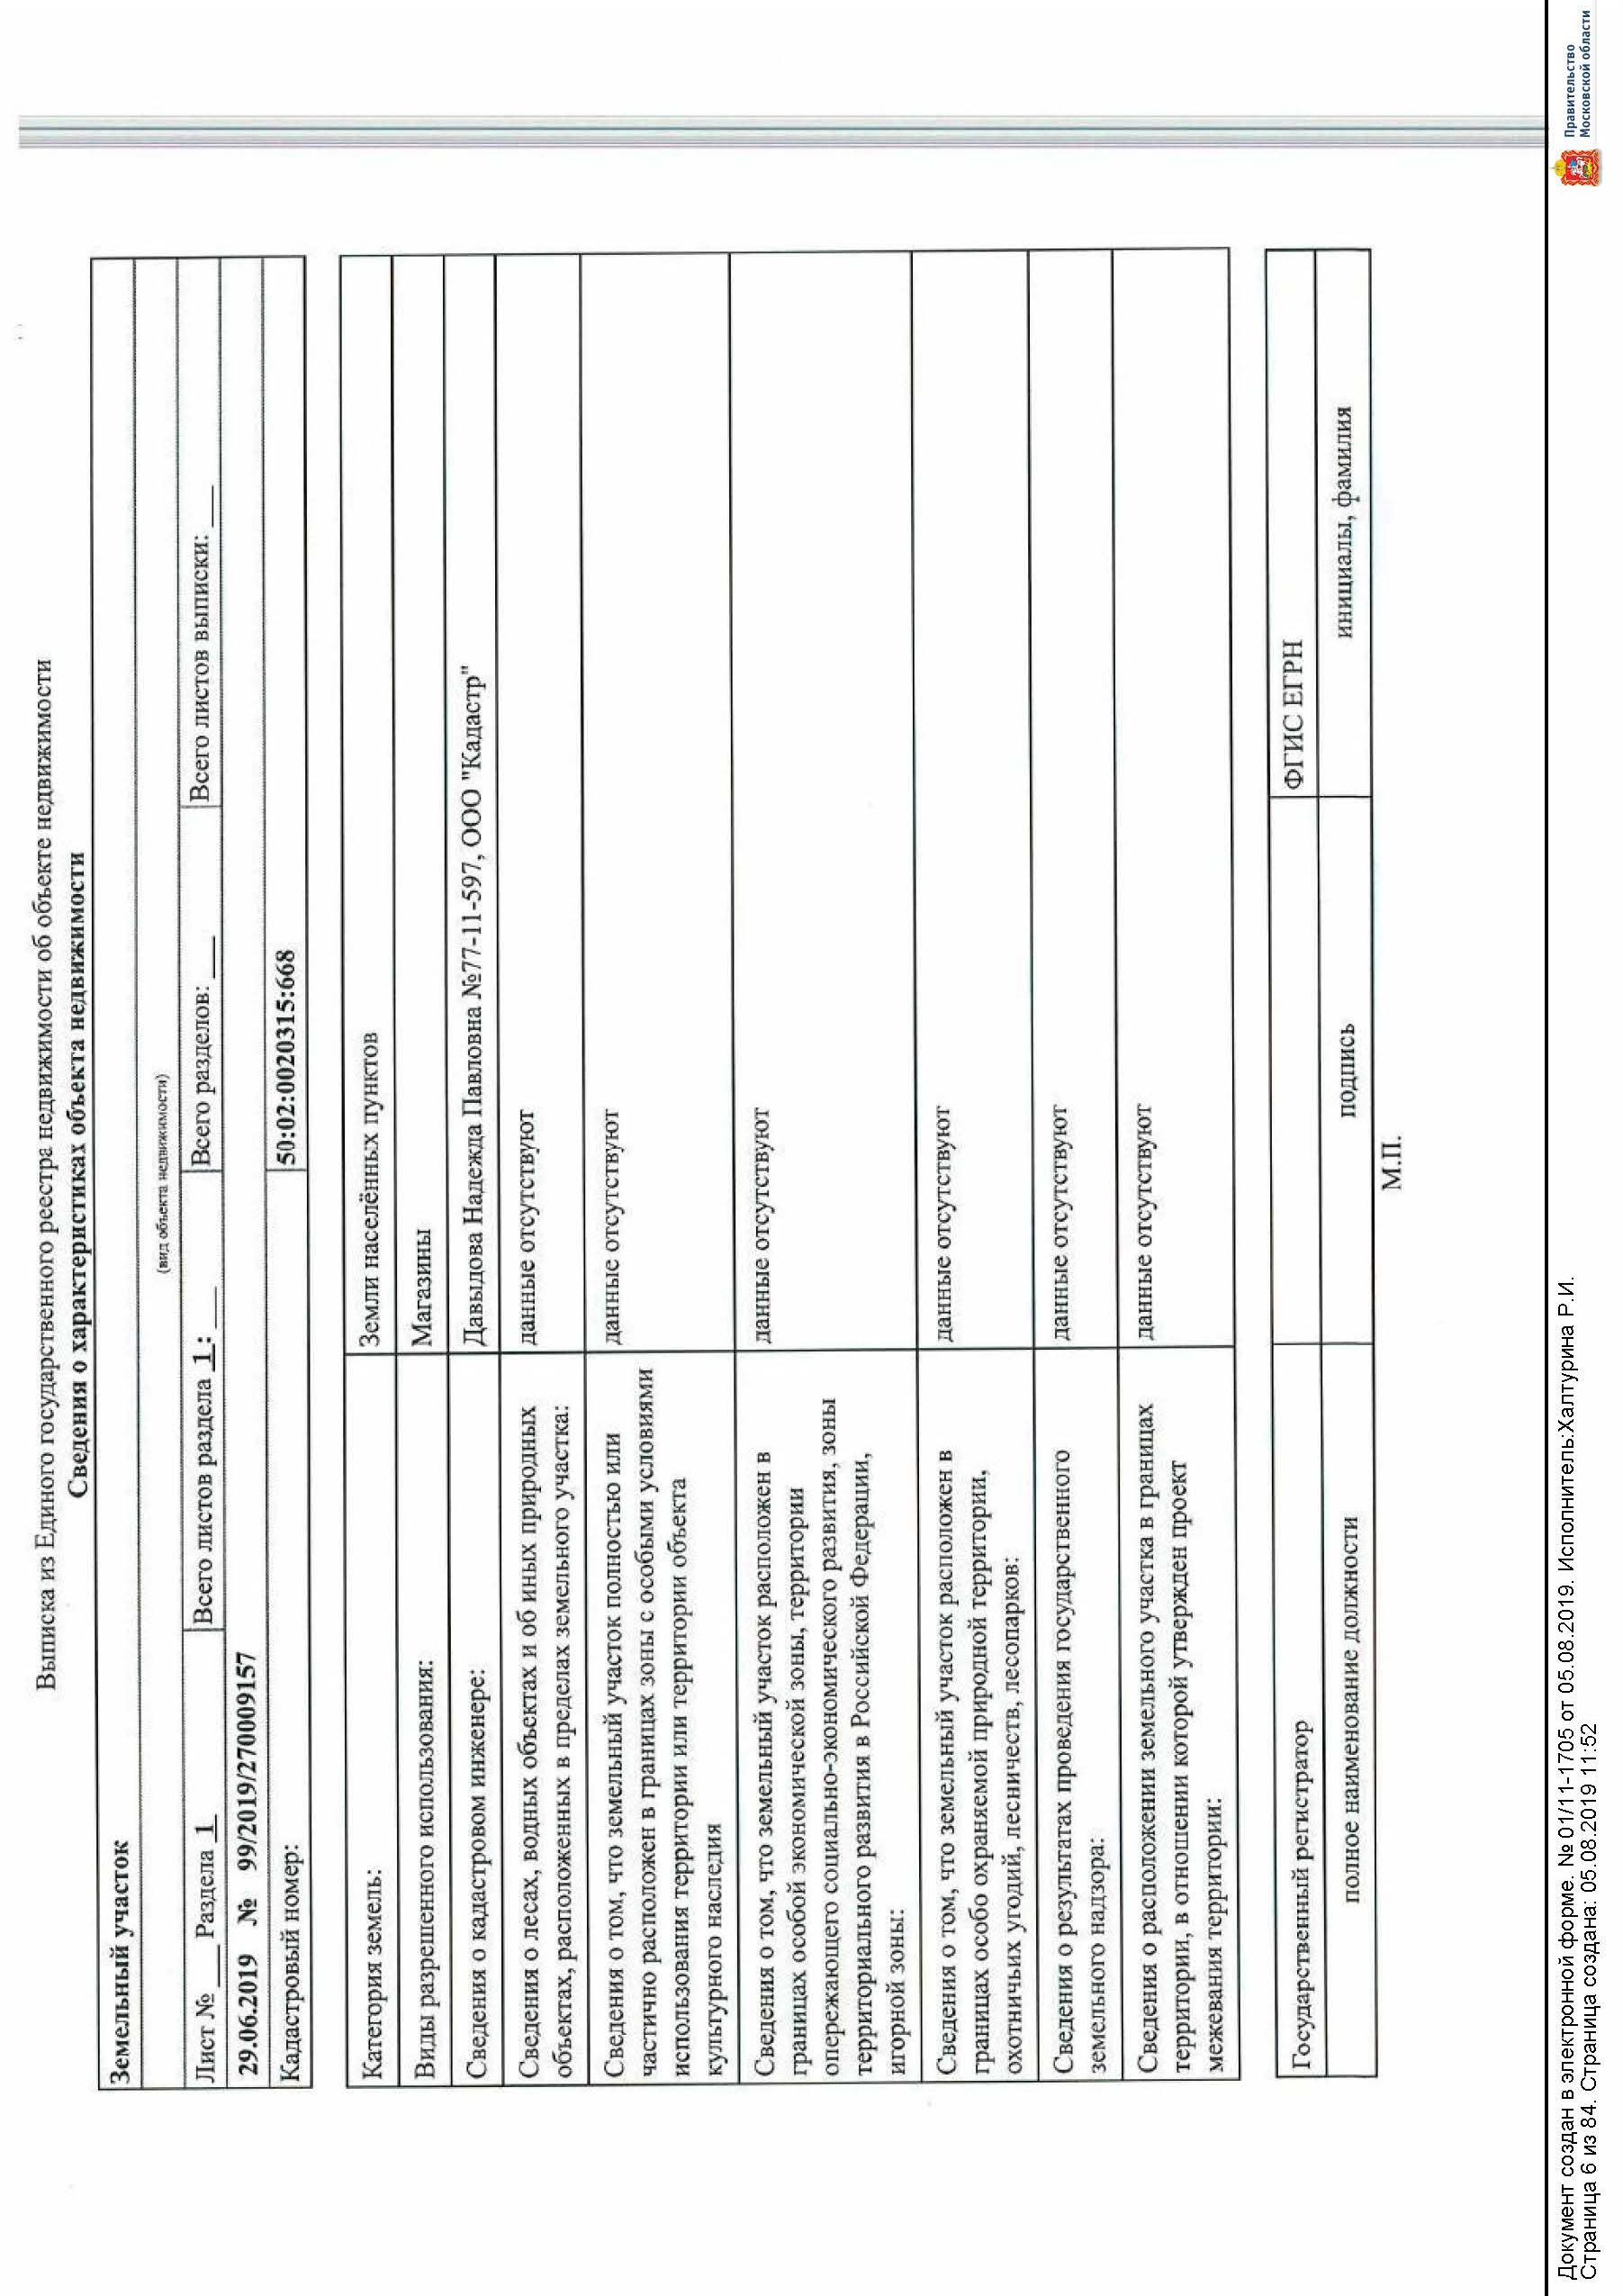 Выписка из Единого государственного реестра недвижимости об объекте недвижимости
Сведения о характеристиках объекта недвижимости
Земельный участок
(вид объекта недвижимости)
Лист № ___ Раздела 1 Всего листов раздела 1 : ___ Всего разделов: ___ Всего листов выписки: ___
29.06.2019 № 99/2019/270009157
Кадастровый номер: 50:02:0020315:668
Категория земель: Земли населённых пунктов
Виды разрешенного использования: Магазины
Сведения о кадастровом инженере: Давыдова Надежда Павловна №77-11-597, ООО "Кадастр"
Сведения о лесах, водных объектах и об иных природных данные отсутствуют
объектах, расположенных в пределах земельного участка:
Сведения о том, что земельный участок полностью или данные отсутствуют
частично расположен в границах зоны с особыми условиями
использования территории или территории объекта
культурного наследия
Сведения о том, что земельный участок расположен в данные отсутствуют
границах особой экономической зоны, территории
опережающего социально-экономического развития, зоны
территориального развития в Российской Федерации,
игорной зоны:
Сведения о том, что земельный участок расположен в данные отсутствуют
границах особо охраняемой природной территории,
охотничьих угодий, лесничеств, лесопарков:
Сведения о результатах проведения государственного данные отсутствуют
земельного надзора:
Сведения о расположении земельного участка в границах данные отсутствуют
территории, в отношении которой утвержден проект
межевания территории:
Государственный регистратор ФГИС ЕГРН
полное наименование должности подпись инициалы, фамилия
М.П.
Документ создан в электронной форме. № 01/11-1705 от 05.08.2019. Исполнитель:Халтурина Р.И.
Страница 6 из 84. Страница создана: 05.08.2019 11:52
Правительство
Московской области